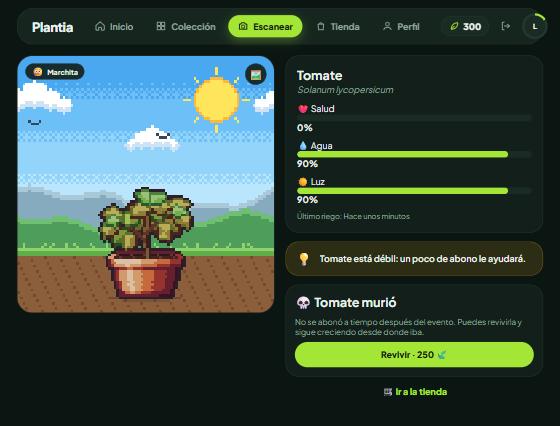 Plantia
Inicio
Colección
Escanear
Tienda
Perfil
300
L
Marchita
Tomate
Solanum lycopersicum
Salud
0%
Agua
90%
Luz
90%
Último riego: Hace unos minutos
Tomate está débil: un poco de abono le ayudará.
Tomate murió
No se abonó a tiempo después del evento. Puedes revivirla y
sigue creciendo desde donde iba.
Revivir · 250
Ir a la tienda